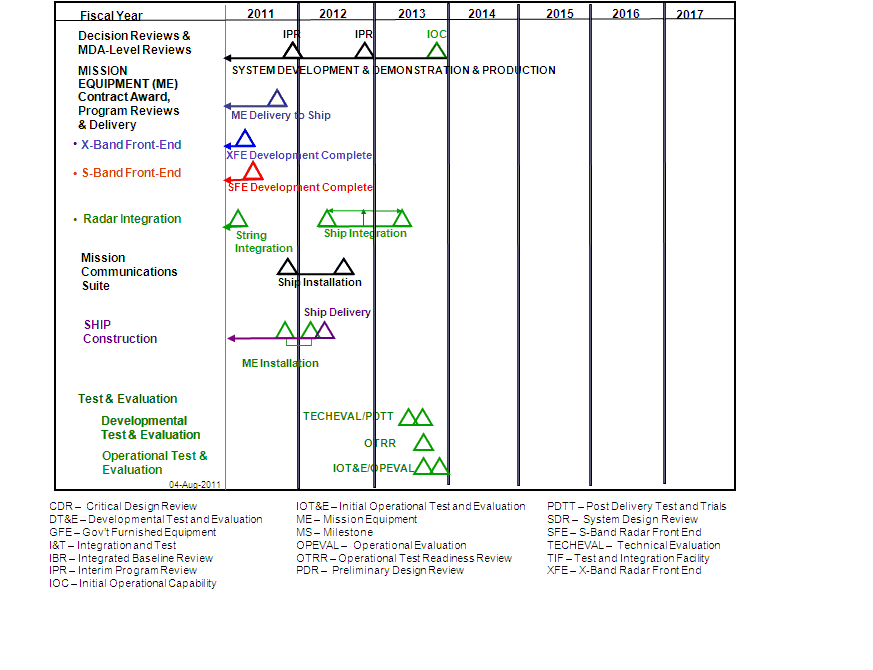 Fiscal Year 2011 2012 2013 2014 2015 2016 2017
Decision Reviews &
MDA-Level Reviews
IPR IPR IOC
SYSTEM DEVELOPMENT & DEMONSTRATION & PRODUCTION
MISSION
EQUIPMENT (ME)
Contract Award,
Program Reviews
& Delivery
ME Delivery to Ship
• X-Band Front-End
XFE Development Complete
• S-Band Front-End
SFE Development Complete
• Radar Integration
String
Integration
Ship Integration
Mission
Communications
Suite
Ship Installation
Ship Delivery
SHIP
Construction
ME Installation
Test & Evaluation
Developmental
Test & Evaluation
TECHEVAL/PDTT
OTRR
Operational Test &
Evaluation
IOT&E/OPEVAL
04-Aug-2011
CDR – Critical Design Review
DT&E – Developmental Test and Evaluation
GFE – Gov't Furnished Equipment
I&T – Integration and Test
IBR – Integrated Baseline Review
IPR – Interim Program Review
IOC – Initial Operational Capability
IOT&E – Initial Operational Test and Evaluation
ME – Mission Equipment
MS – Milestone
OPEVAL – Operational Evaluation
OTRR – Operational Test Readiness Review
PDR – Preliminary Design Review
PDTT – Post Delivery Test and Trials
SDR – System Design Review
SFE – S-Band Radar Front End
TECHEVAL – Technical Evaluation
TIF – Test and Integration Facility
XFE – X-Band Radar Front End